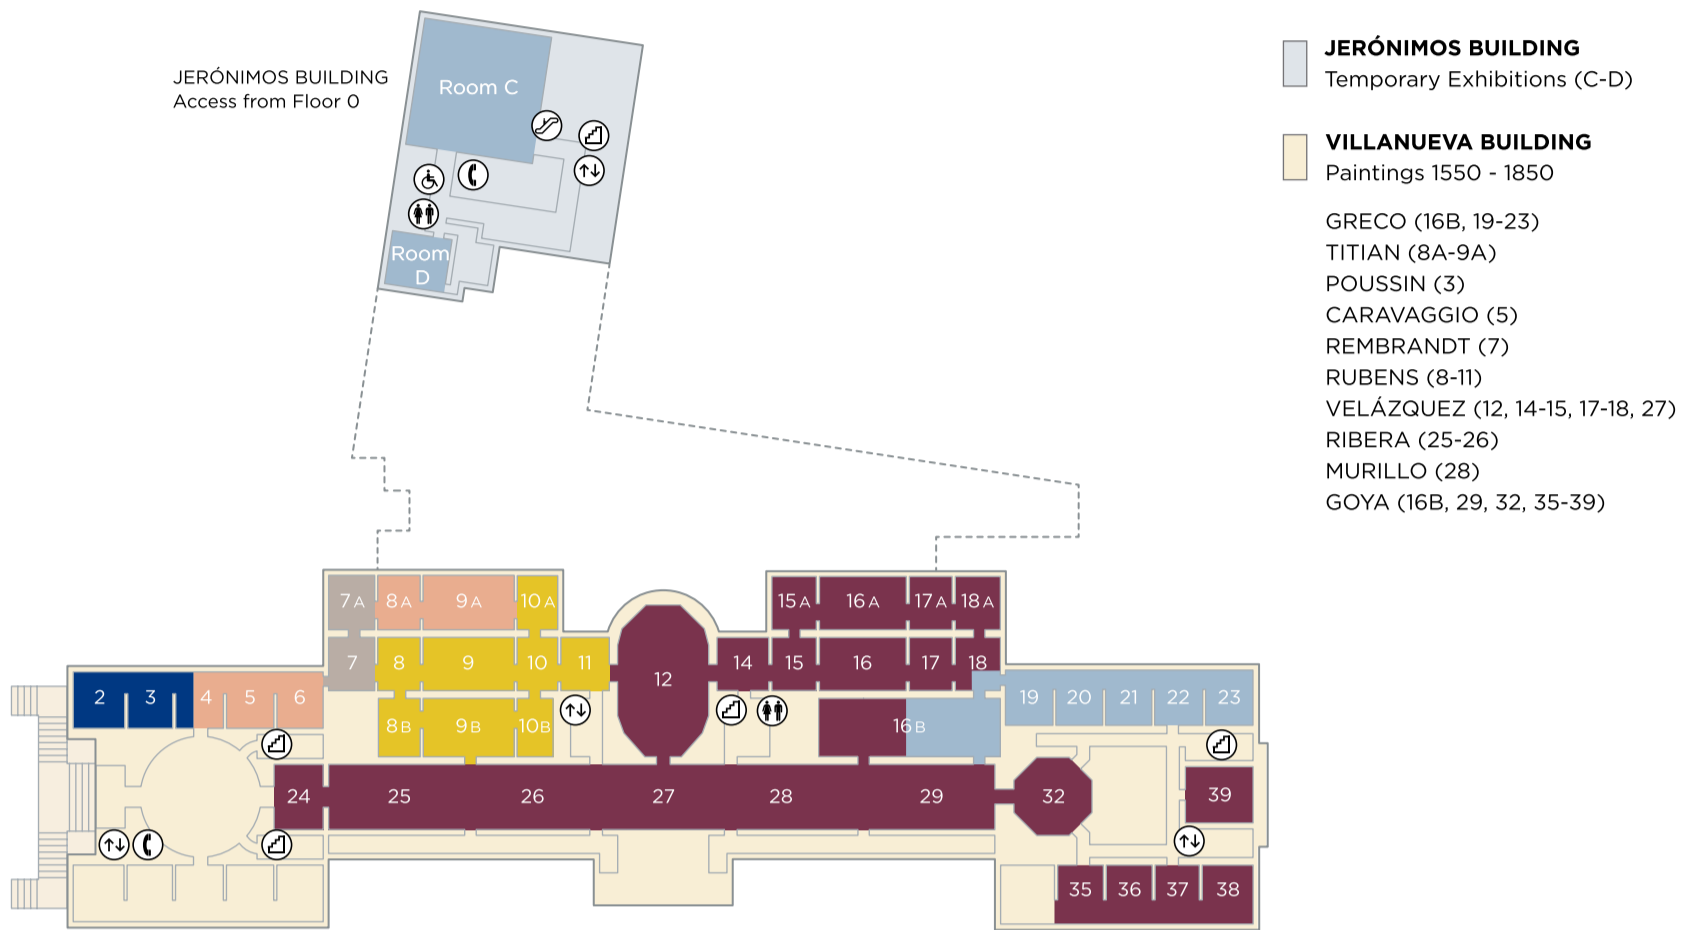 JERÓNIMOS BUILDING
Access from Floor 0
Room C
Room
D
JERÓNIMOS BUILDING
Temporary Exhibitions (C-D)
VILLANUEVA BUILDING
Paintings 1550 - 1850
GRECO (16B, 19-23)
TITIAN (8A-9A)
POUSSIN (3)
CARAVAGGIO (5)
REMBRANDT (7)
RUBENS (8-11)
VELÁZQUEZ (12, 14-15, 17-18, 27)
RIBERA (25-26)
MURILLO (28)
GOYA (16B, 29, 32, 35-39)
7A 8A 9A 10A 15A 16A 17A 18A
7 8 9 10 11 12 14 15 16 17 18
2 3 4 5 6 19 20 21 22 23
8B 9B 10B 16B
24 25 26 27 28 29 32 39
35 36 37 38